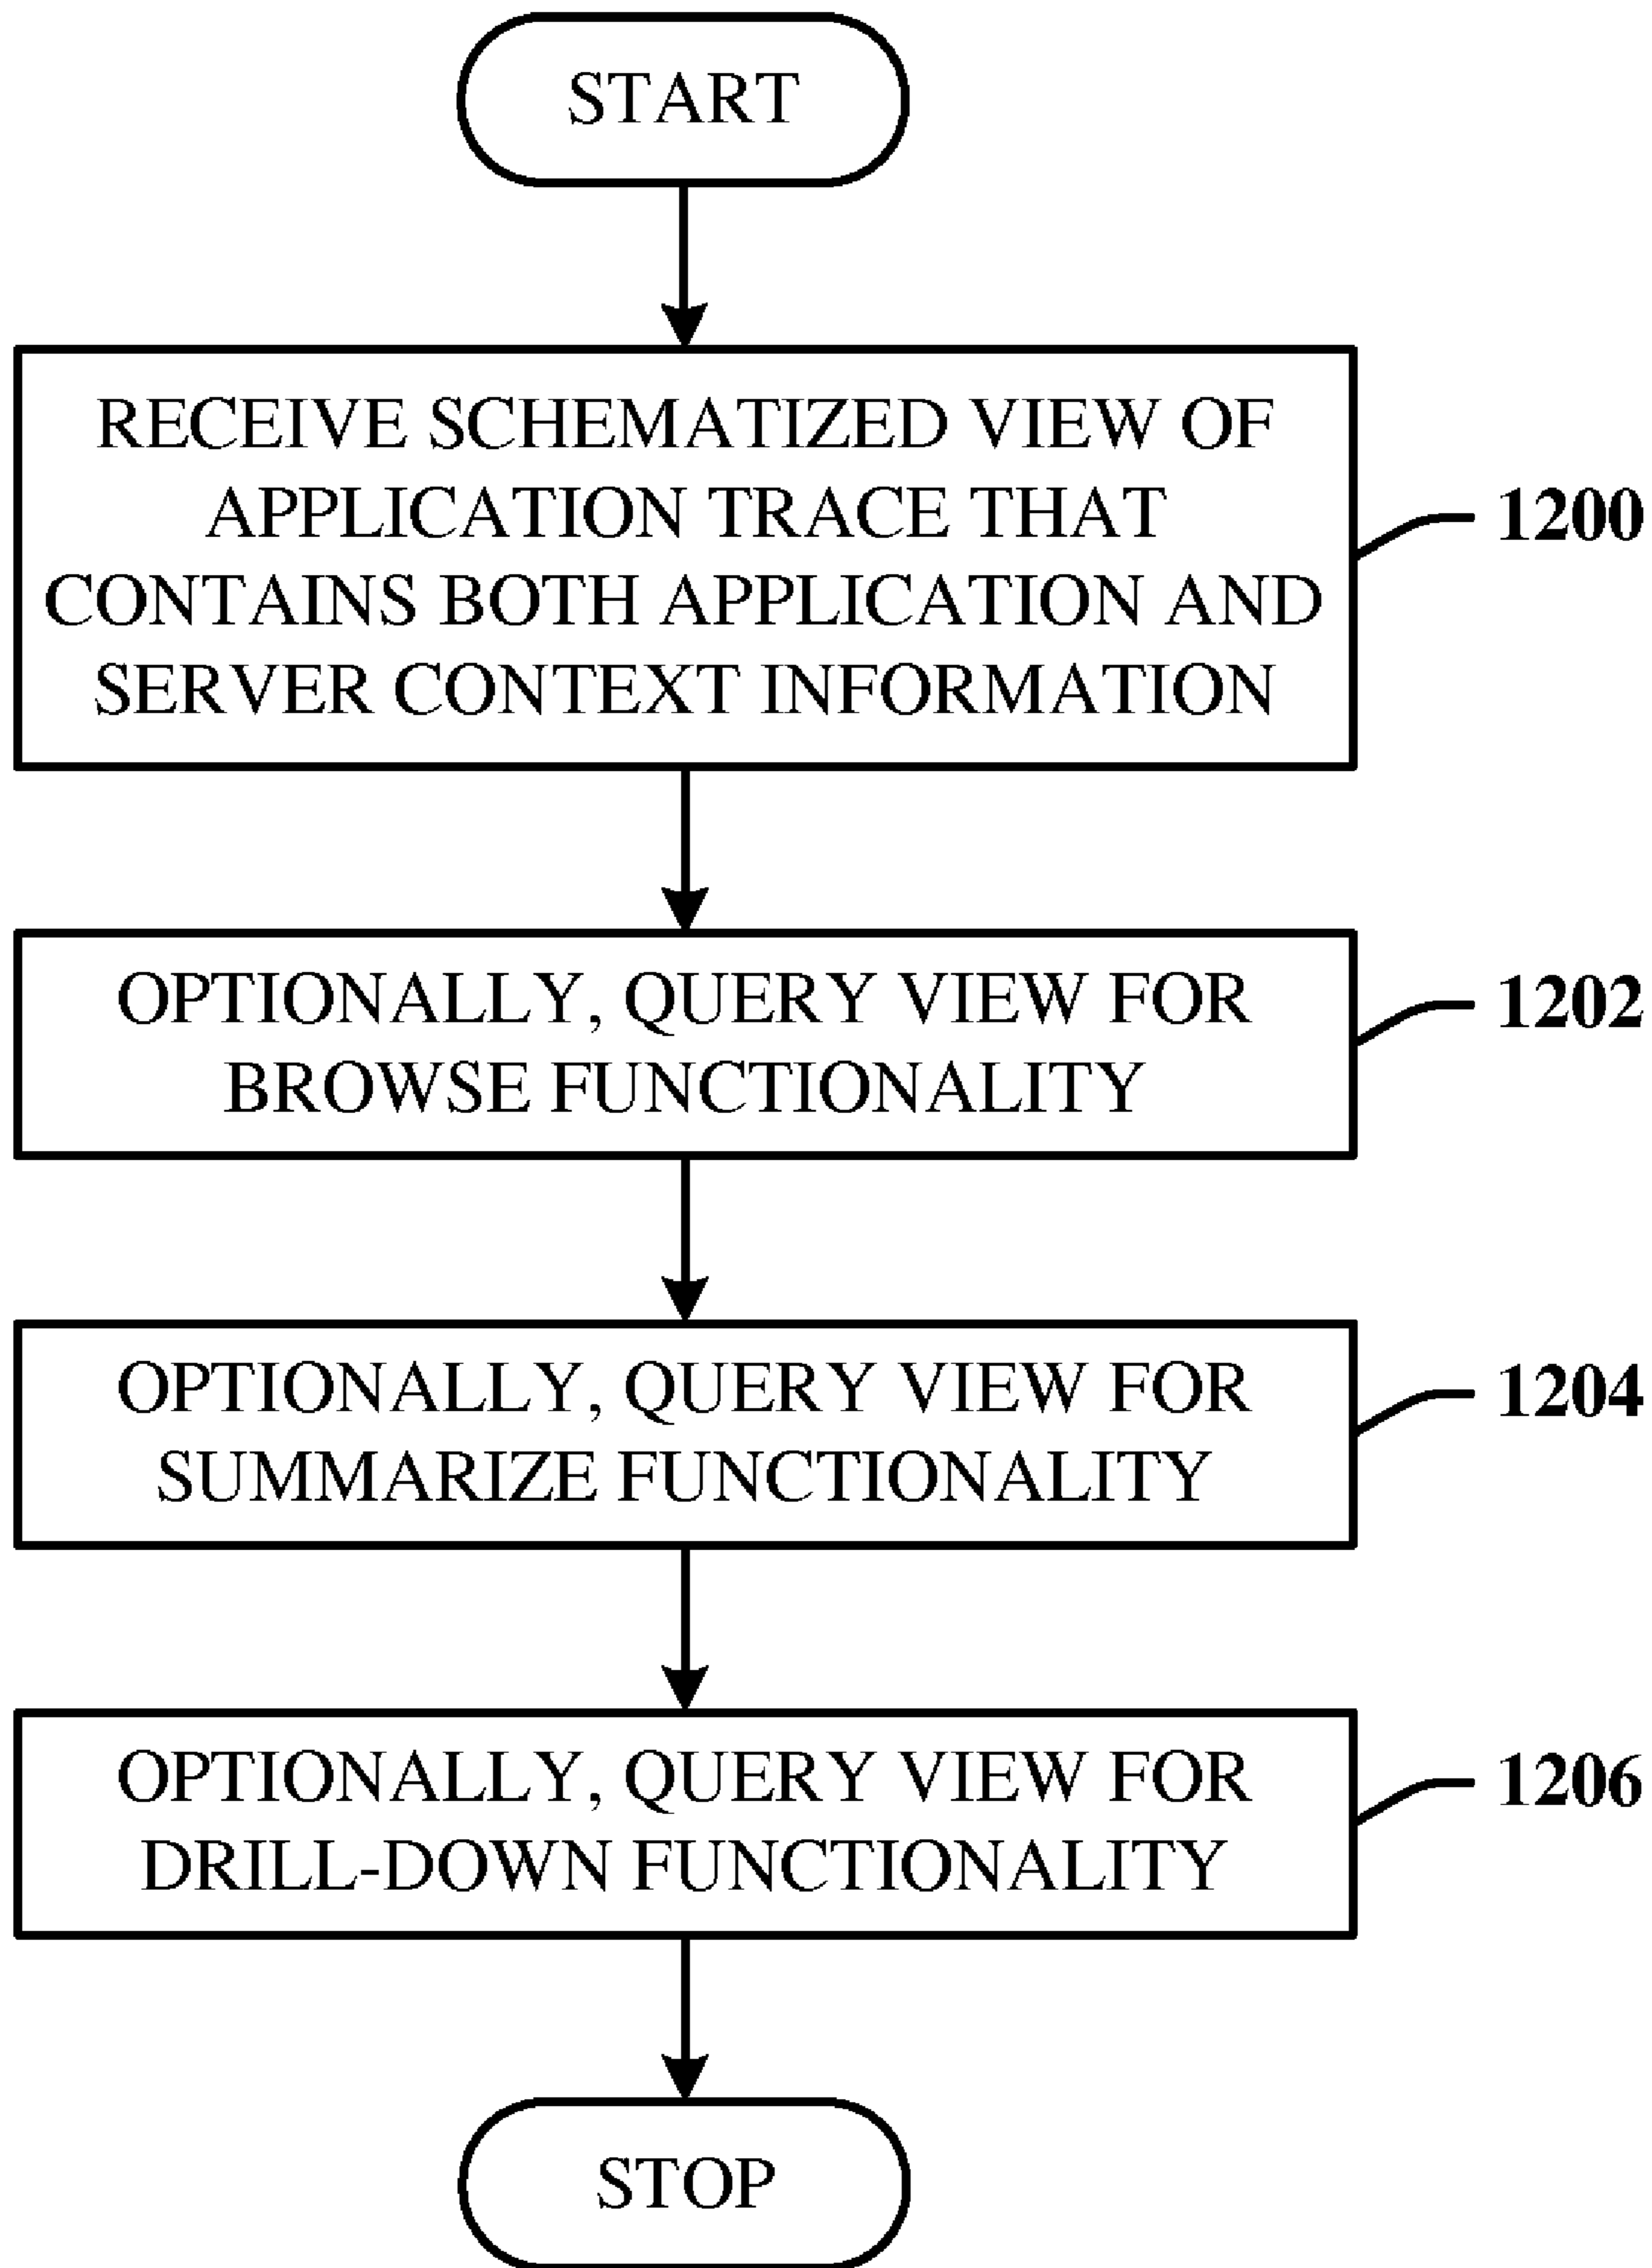 START
RECEIVE SCHEMATIZED VIEW OF
APPLICATION TRACE THAT
CONTAINS BOTH APPLICATION AND
SERVER CONTEXT INFORMATION
1200
OPTIONALLY, QUERY VIEW FOR
BROWSE FUNCTIONALITY
1202
OPTIONALLY, QUERY VIEW FOR
SUMMARIZE FUNCTIONALITY
1204
OPTIONALLY, QUERY VIEW FOR
DRILL-DOWN FUNCTIONALITY
1206
STOP